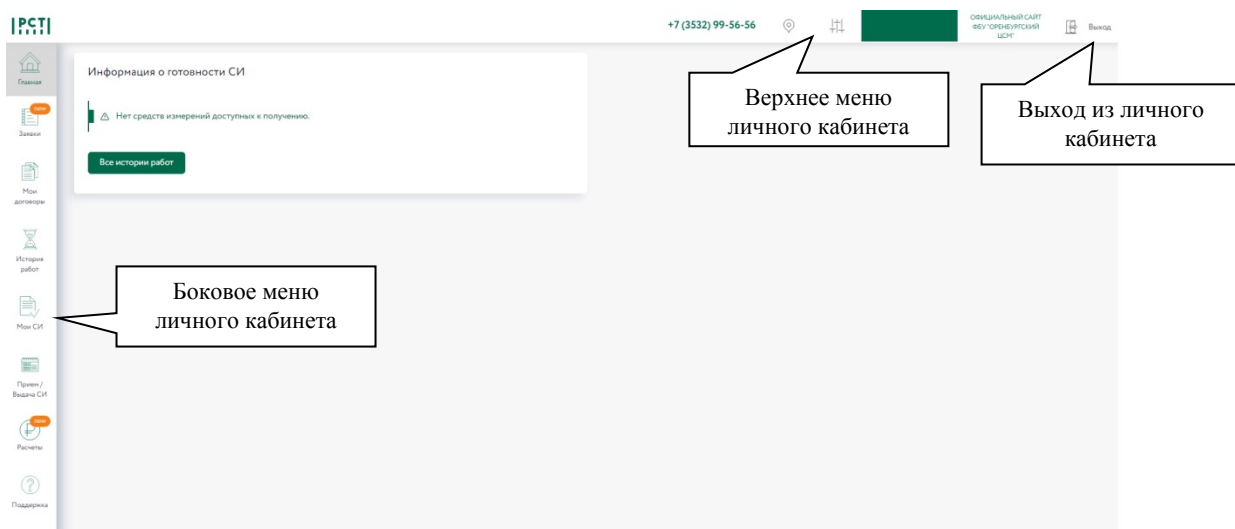 РСТ
+7 (3532) 99-56-56
ОФИЦИАЛЬНЫЙ САЙТ
ФБУ "ОРЕНБУРГСКИЙ
ЦСМ"
Выход
Главная
Информация о готовности СИ
Нет средств измерений доступных к получению.
Все истории работ
Верхнее меню
личного кабинета
Выход из личного
кабинета
new
Заявки
Мои
договоры
История
работ
Боковое меню
личного кабинета
Мои СИ
Прием /
Выдача СИ
new
Расчеты
Поддержка